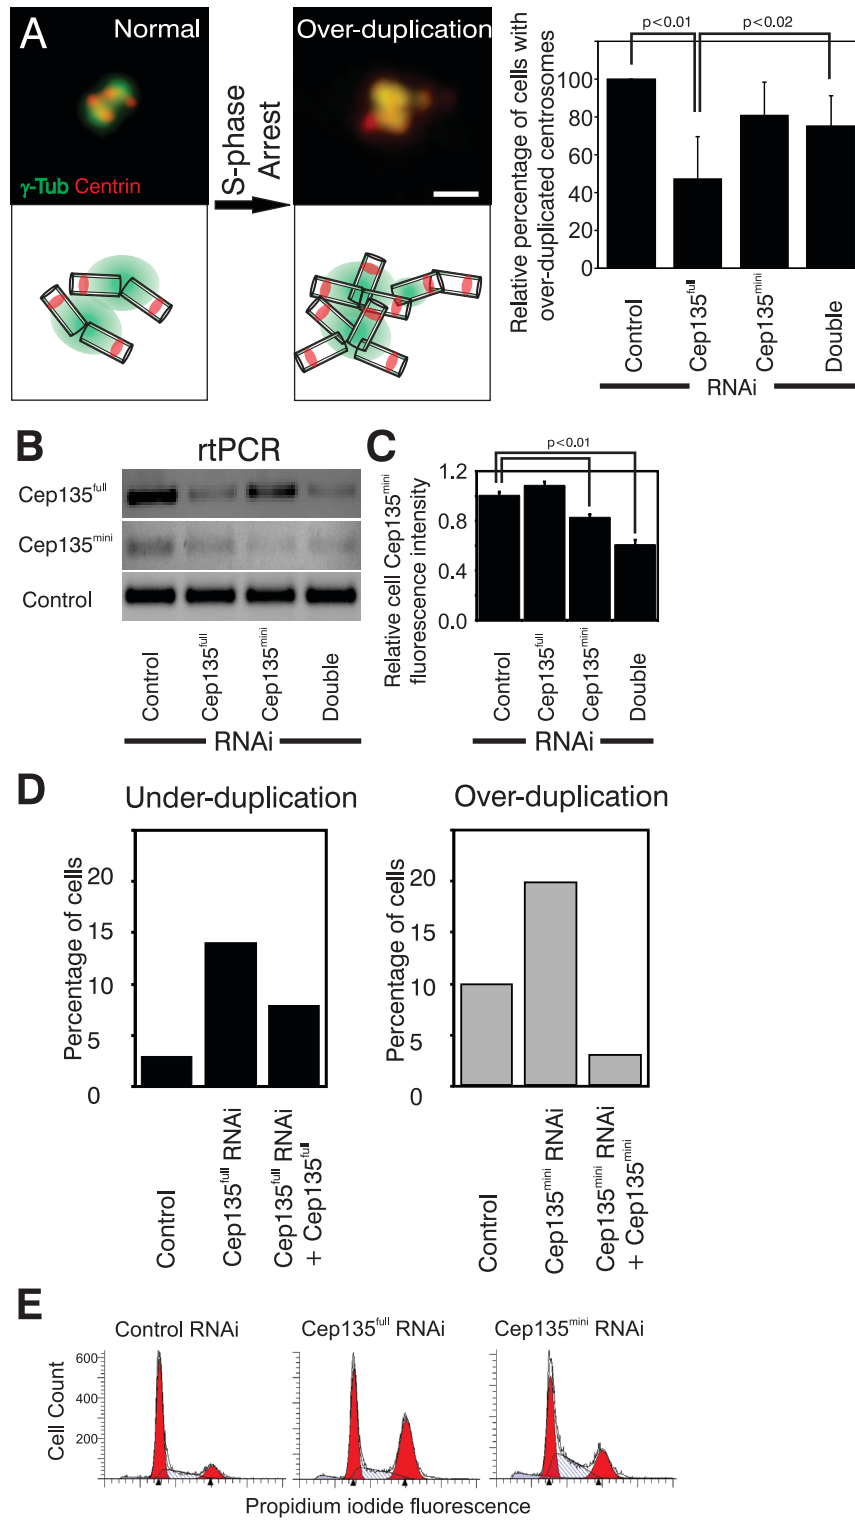 A
Normal
γ-Tub Centrin
S-phase
Arrest
Over-duplication
Relative percentage of cells with
over-duplicated centrosomes
p<0.01
p<0.02
100
80
60
40
20
0
Control
Cep135full
Cep135mini
Double
RNAi
B
rtPCR
Cep135full
Cep135mini
Control
Control
Cep135full
Cep135mini
Double
RNAi
C
Relative cell Cep135mini
fluorescence intensity
p<0.01
1.2
0.8
0.4
0.0
Control
Cep135full
Cep135mini
Double
RNAi
D
Under-duplication
Percentage of cells
20
15
10
5
0
Control
Cep135full RNAi
Cep135full RNAi
+ Cep135full
Over-duplication
Percentage of cells
20
15
10
5
0
Control
Cep135mini RNAi
Cep135mini RNAi
+ Cep135mini
E
Control RNAi
Cep135full RNAi
Cep135mini RNAi
Cell Count
600
400
200
Propidium iodide fluorescence